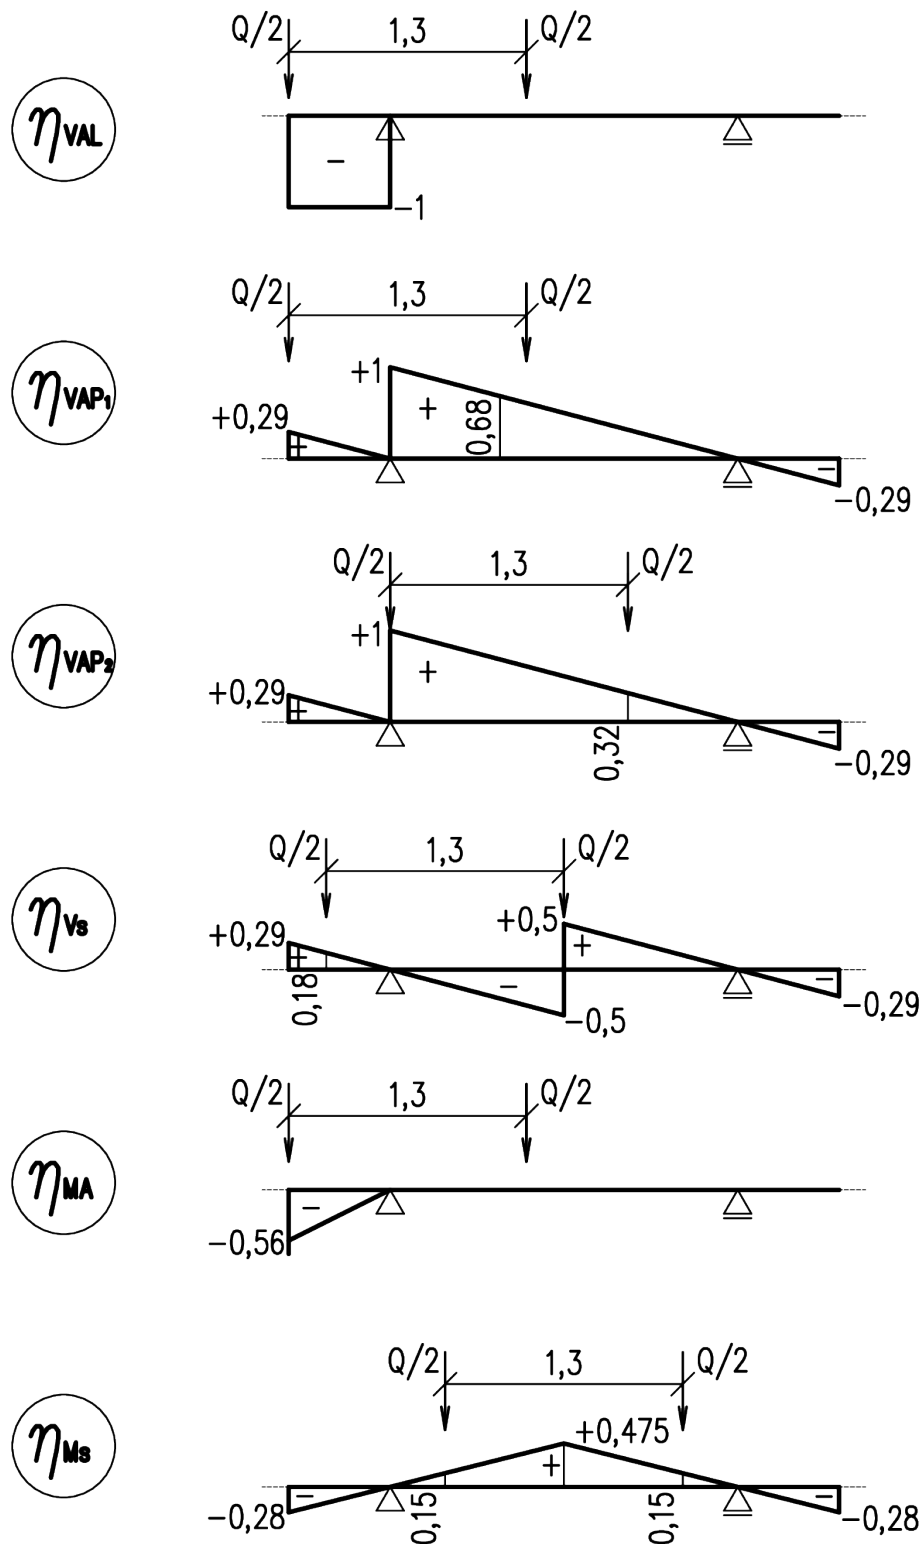 Q/2 1,3 Q/2
ηVAL
−
−1
Q/2 1,3 Q/2
ηVAP1
+1
+0,29
+
+
0,68
−
−0,29
Q/2 1,3 Q/2
ηVAP2
+1
+0,29
+
+
0,32
−
−0,29
Q/2 1,3 Q/2
ηVs
+0,29
+
0,18
+0,5
+
−
−0,5
−
−0,29
Q/2 1,3 Q/2
ηMA
−
−0,56
Q/2 1,3 Q/2
ηMs
+0,475
+
−
−0,28
0,15
0,15
−
−0,28